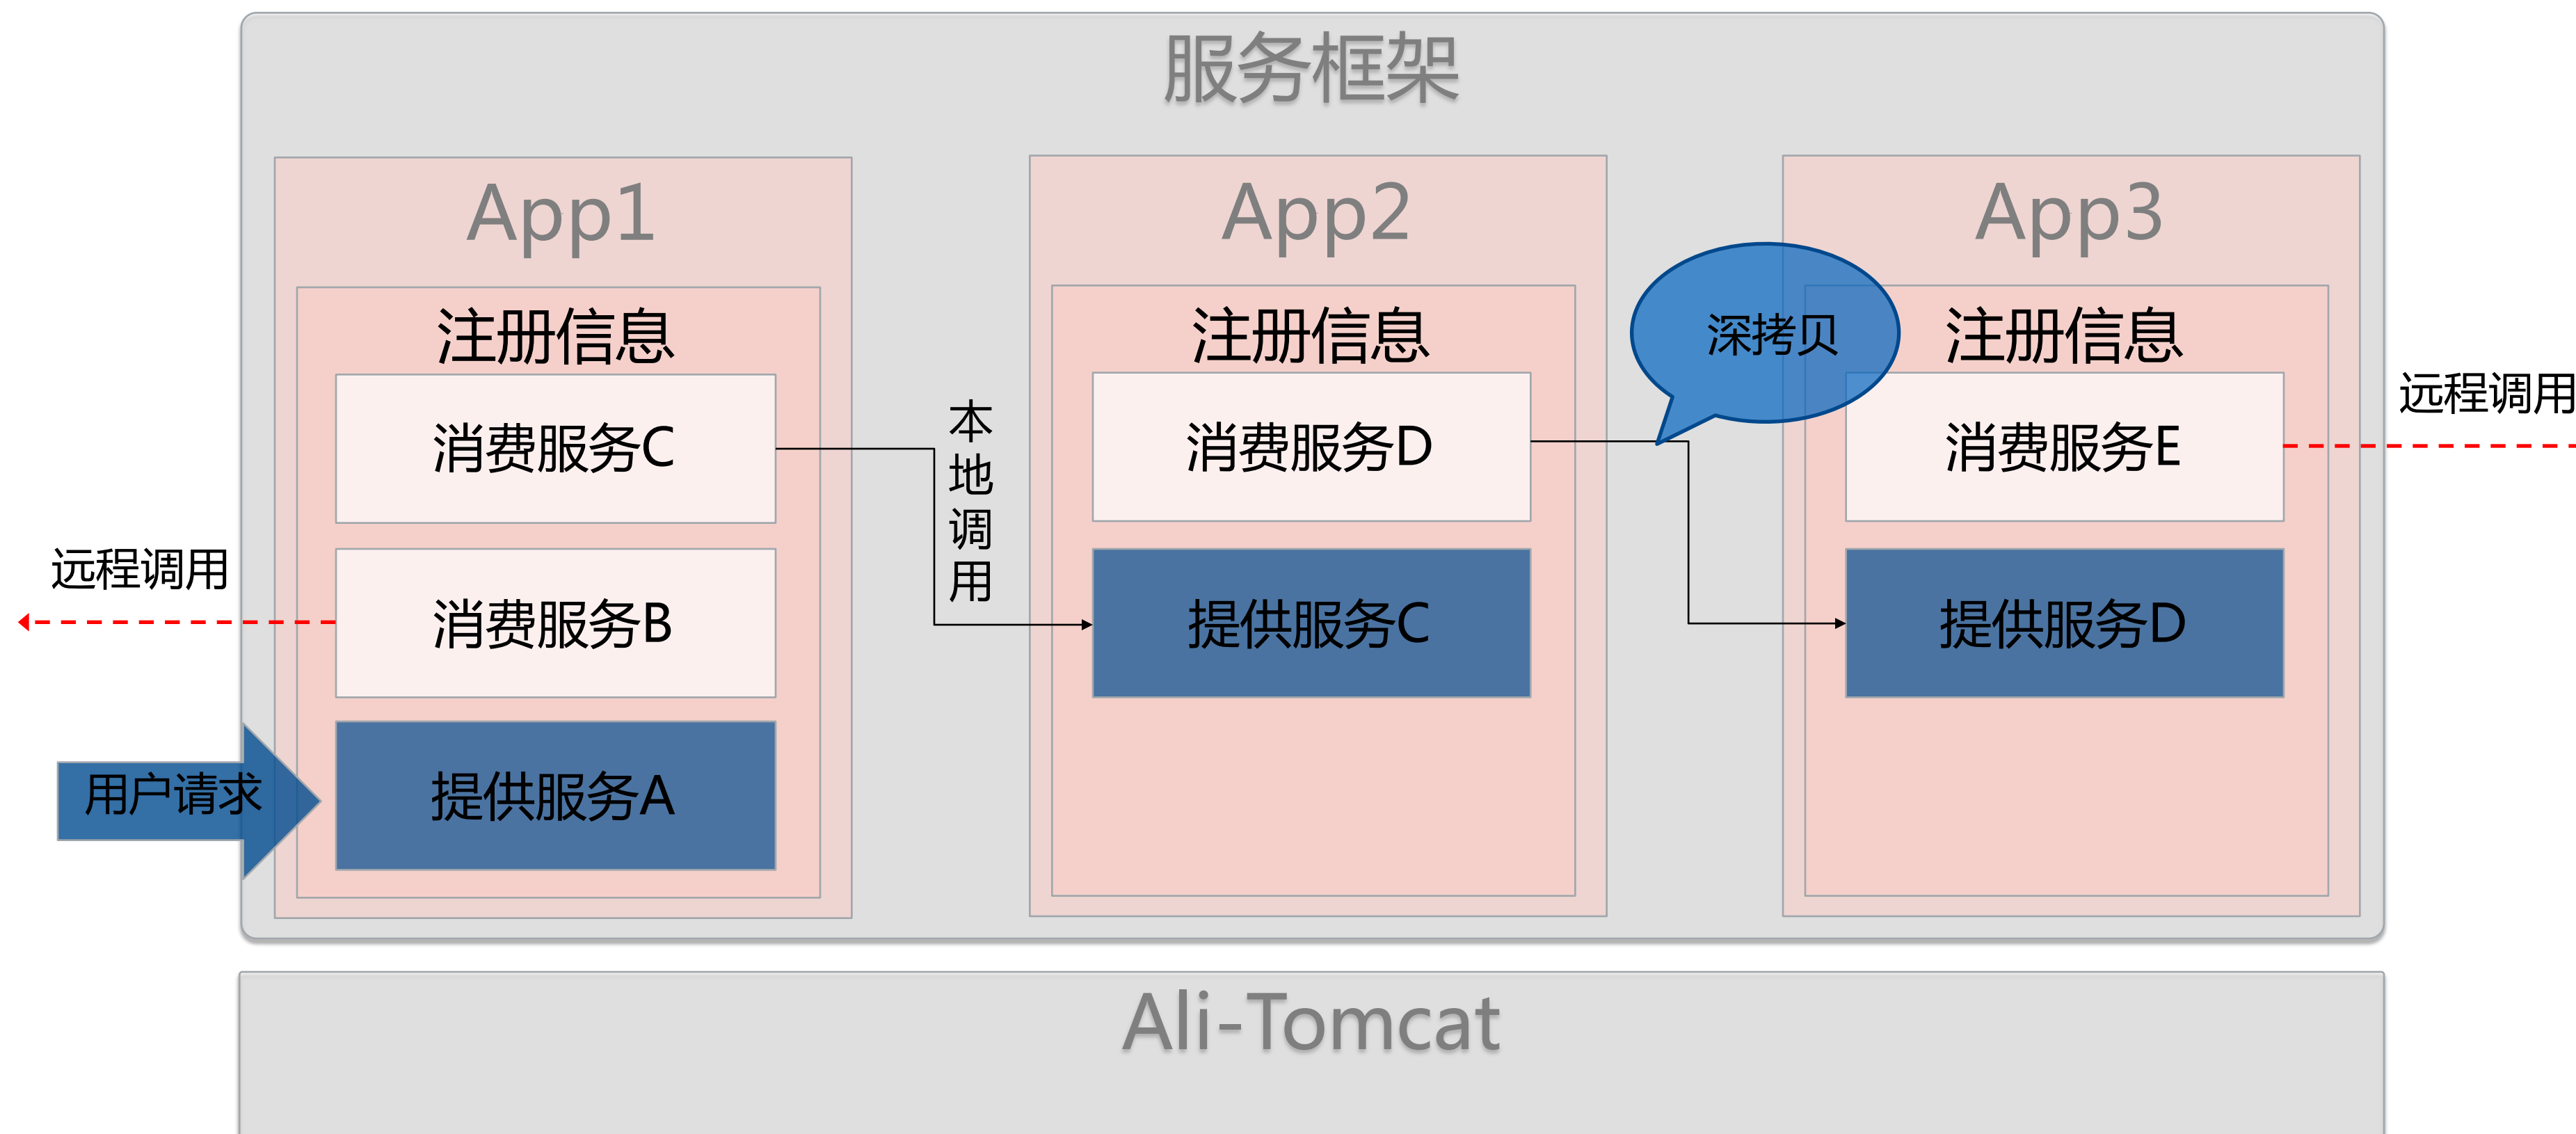 服务框架
App1
注册信息
消费服务C
消费服务B
提供服务A
远程调用
用户请求
本地调用
App2
注册信息
消费服务D
提供服务C
深拷贝
App3
注册信息
消费服务E
提供服务D
远程调用
Ali-Tomcat